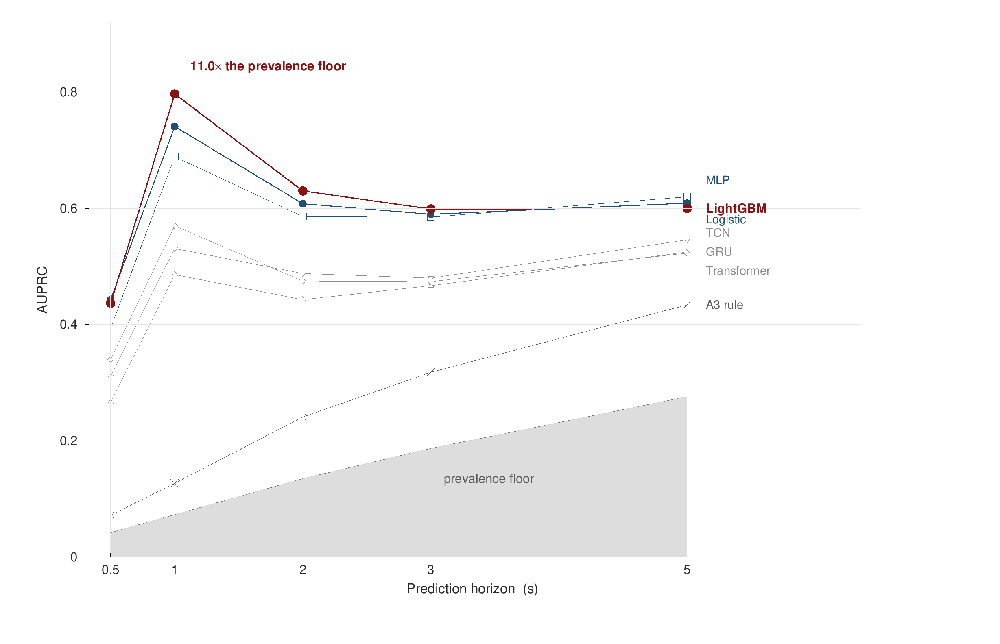 11.0× the prevalence floor
0.8
0.6
0.4
0.2
0
AUPRC
MLP
LightGBM
Logistic
TCN
GRU
Transformer
A3 rule
prevalence floor
0.5 1 2 3 5
Prediction horizon (s)